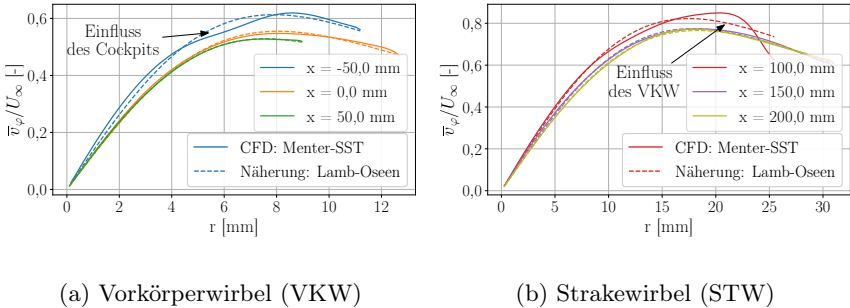 0,6
0,4
0,2
0,0
v̅φ/U∞ [-]
Einfluss
des Cockpits
x = -50,0 mm
x = 0,0 mm
x = 50,0 mm
CFD: Menter-SST
Näherung: Lamb-Oseen
0 2 4 6 8 10 12
r [mm]
(a) Vorkörperwirbel (VKW)
0,8
0,6
0,4
0,2
0,0
v̅φ/U∞ [-]
Einfluss
des VKW
x = 100,0 mm
x = 150,0 mm
x = 200,0 mm
CFD: Menter-SST
Näherung: Lamb-Oseen
0 5 10 15 20 25 30
r [mm]
(b) Strakewirbel (STW)